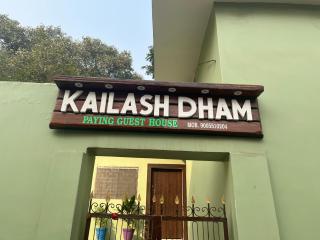 KAILASH DHAM
PAYING GUEST HOUSE
MOB.